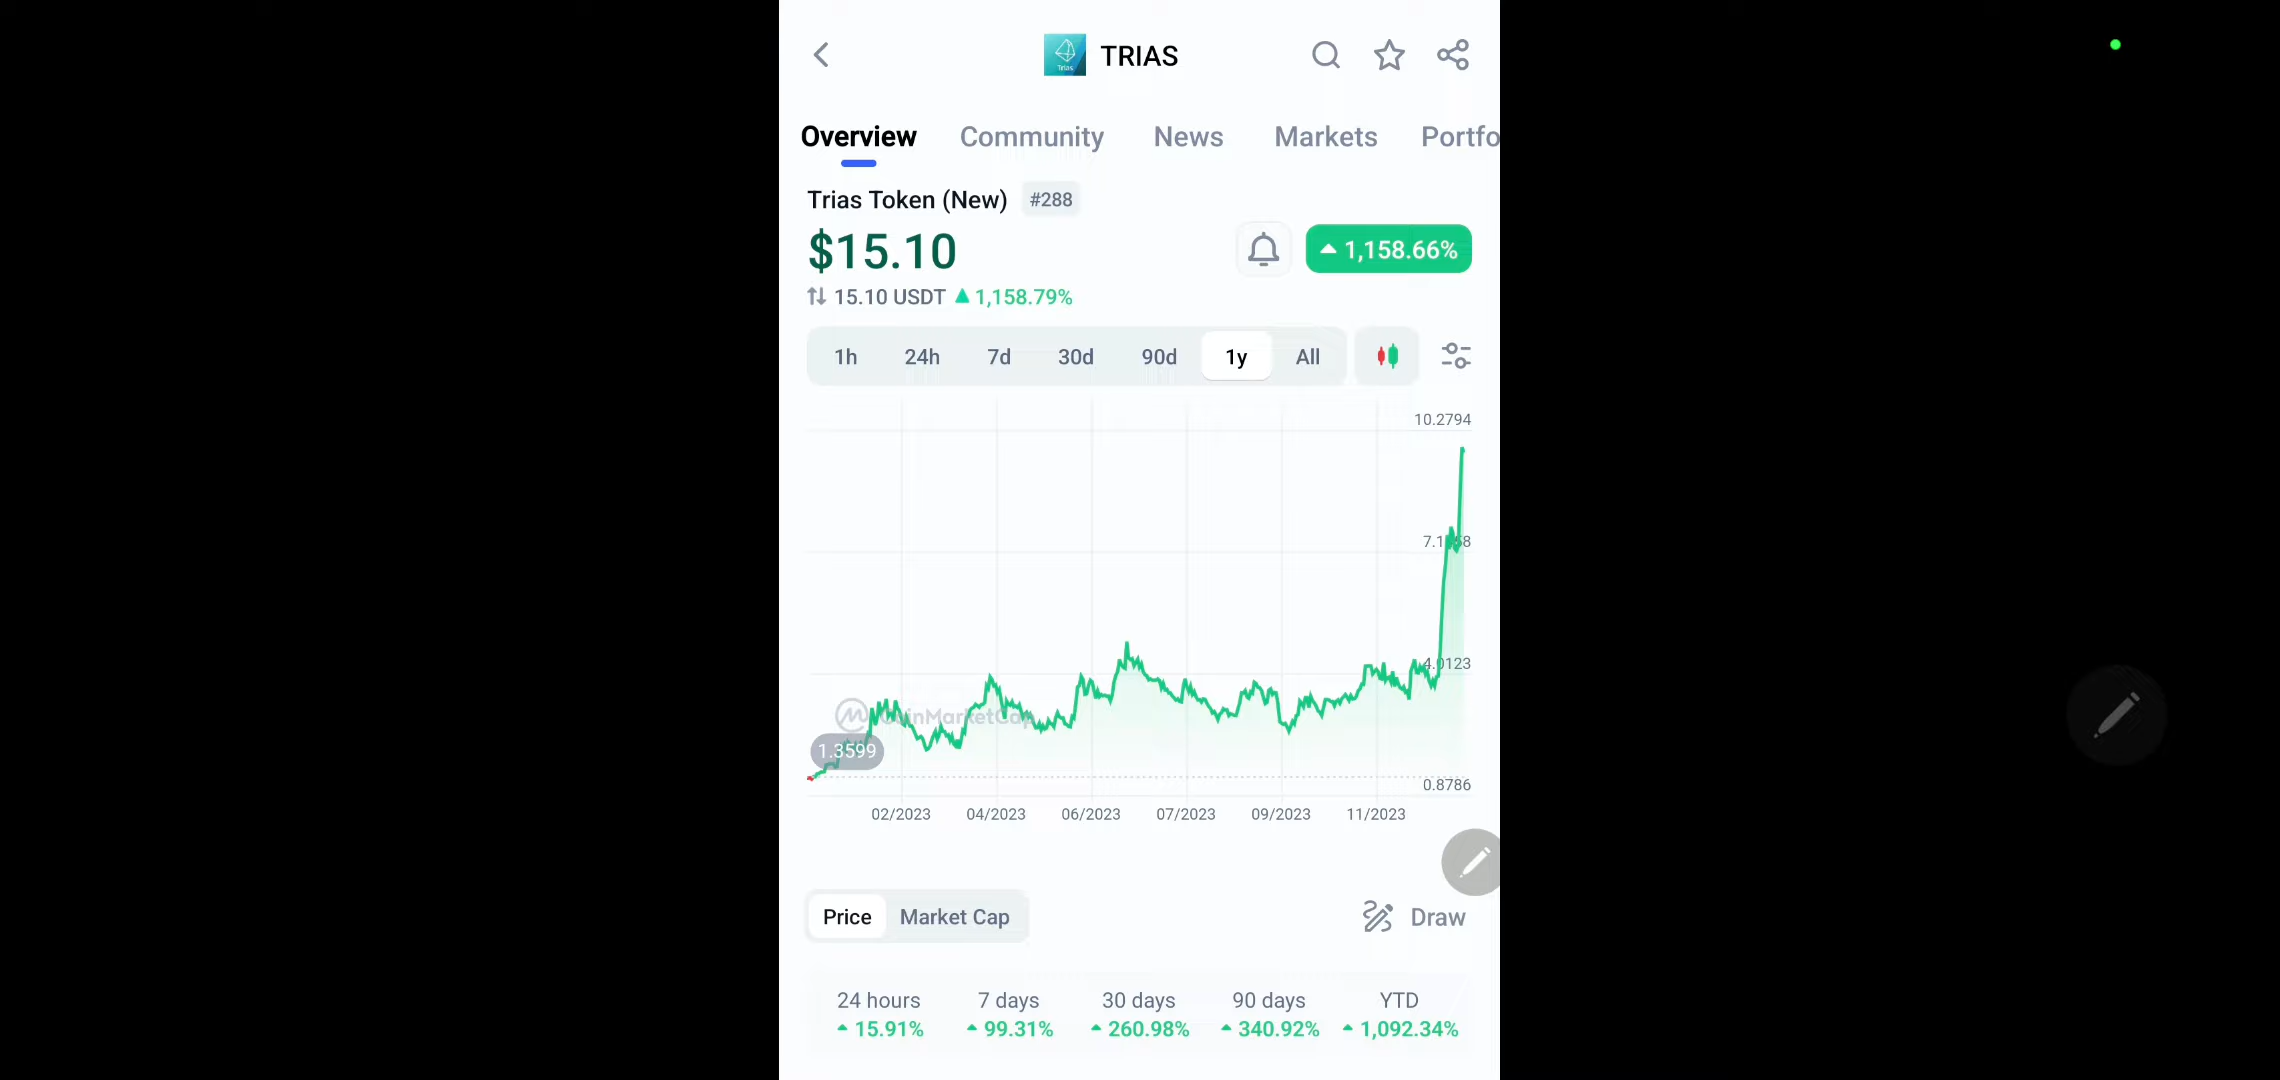 Trias
TRIAS
Overview Community News Markets Portfo
Trias Token (New) #288
$15.10
1,158.66%
15.10 USDT 1,158.79%
1h 24h 7d 30d 90d 1y All
10.2794
4.0123
CoinMarketCap
1.3599
0.8786
02/2023 04/2023 06/2023 07/2023 09/2023 11/2023
Price Market Cap Draw
24 hours 7 days 30 days 90 days YTD
15.91% 99.31% 260.98% 340.92% 1,092.34%